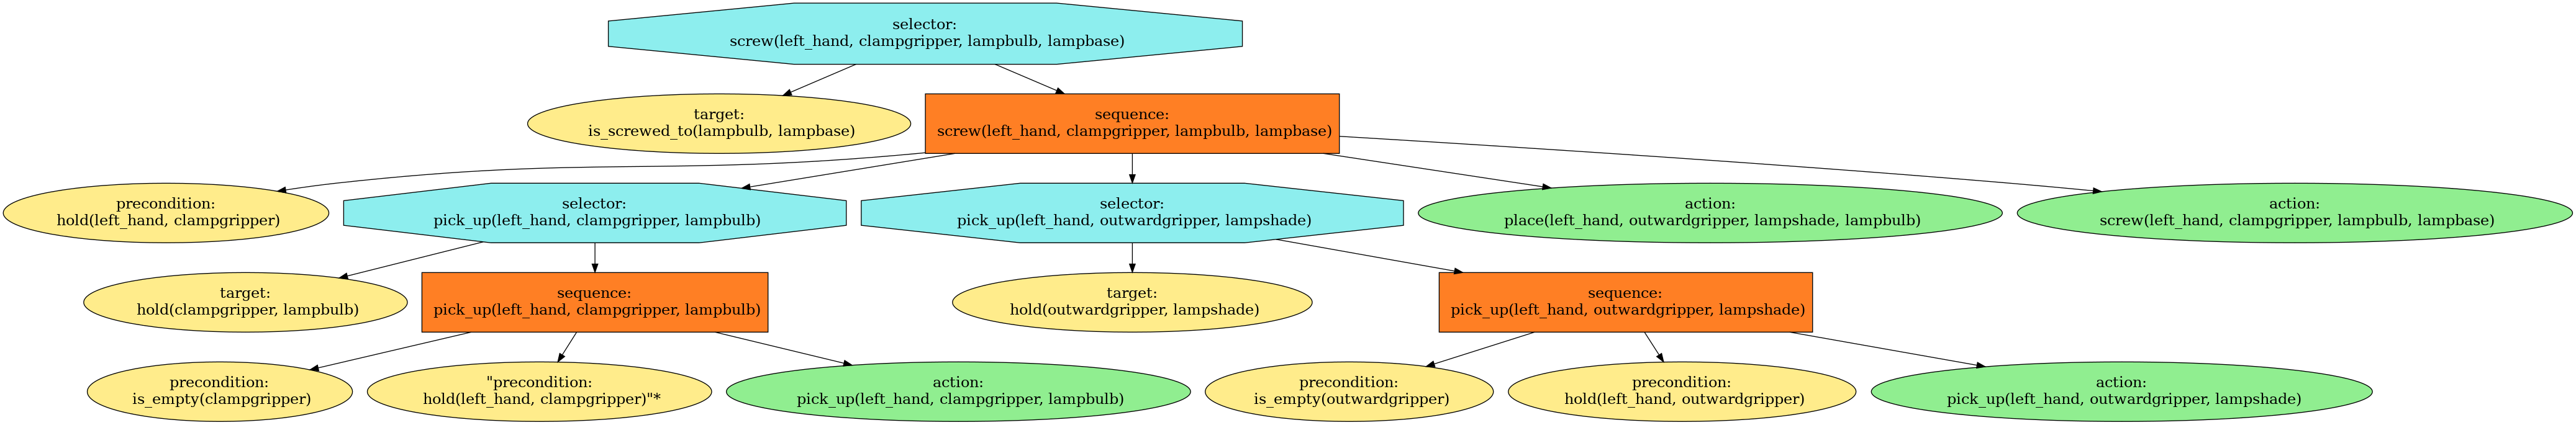 selector:
screw(left_hand, clampgripper, lampbulb, lampbase)
target:
is_screwed_to(lampbulb, lampbase)
sequence:
screw(left_hand, clampgripper, lampbulb, lampbase)
precondition:
hold(left_hand, clampgripper)
selector:
pick_up(left_hand, clampgripper, lampbulb)
selector:
pick_up(left_hand, outwardgripper, lampshade)
action:
place(left_hand, outwardgripper, lampshade, lampbulb)
action:
screw(left_hand, clampgripper, lampbulb, lampbase)
target:
hold(clampgripper, lampbulb)
sequence:
pick_up(left_hand, clampgripper, lampbulb)
target:
hold(outwardgripper, lampshade)
sequence:
pick_up(left_hand, outwardgripper, lampshade)
precondition:
is_empty(clampgripper)
"precondition:
hold(left_hand, clampgripper)"*
action:
pick_up(left_hand, clampgripper, lampbulb)
precondition:
is_empty(outwardgripper)
precondition:
hold(left_hand, outwardgripper)
action:
pick_up(left_hand, outwardgripper, lampshade)